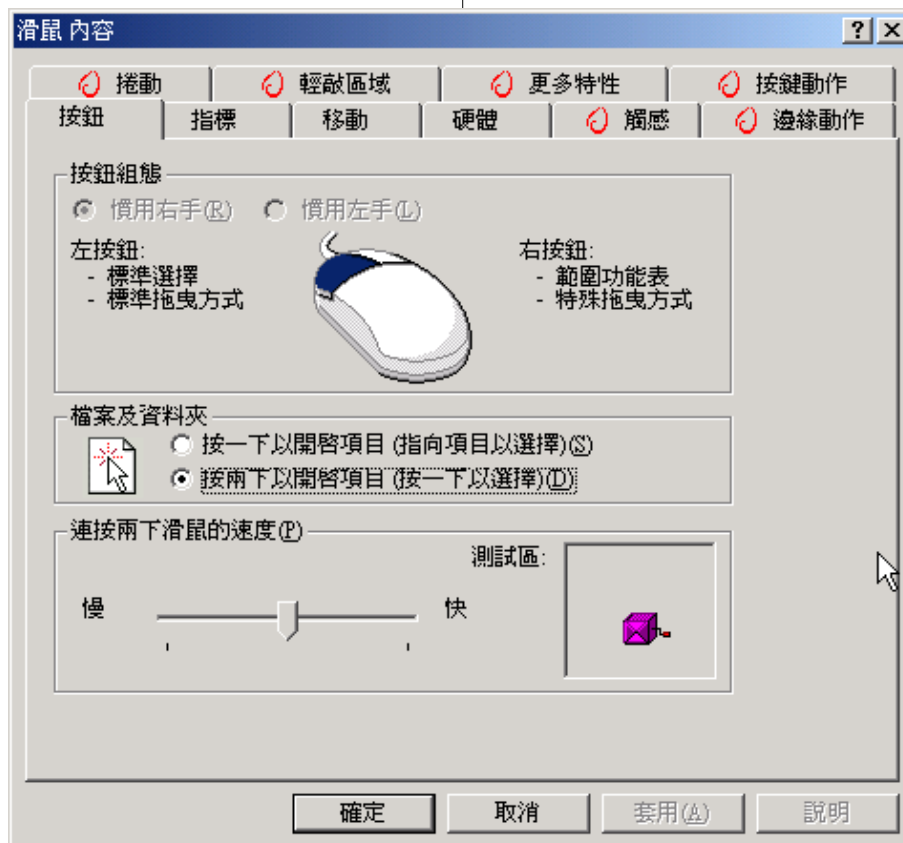 滑鼠 內容
捲動 輕敲區域 更多特性 按鍵動作
按鈕 指標 移動 硬體 觸感 邊緣動作
按鈕組態
慣用右手(R) 慣用左手(L)
左按鈕:
- 標準選擇
- 標準拖曳方式
右按鈕:
- 範圍功能表
- 特殊拖曳方式
檔案及資料夾
按一下以開啓項目 (指向項目以選擇)(S)
按兩下以開啓項目 (按一下以選擇)(D)
連按兩下滑鼠的速度(P)
測試區:
慢 快
確定 取消 套用(A) 說明